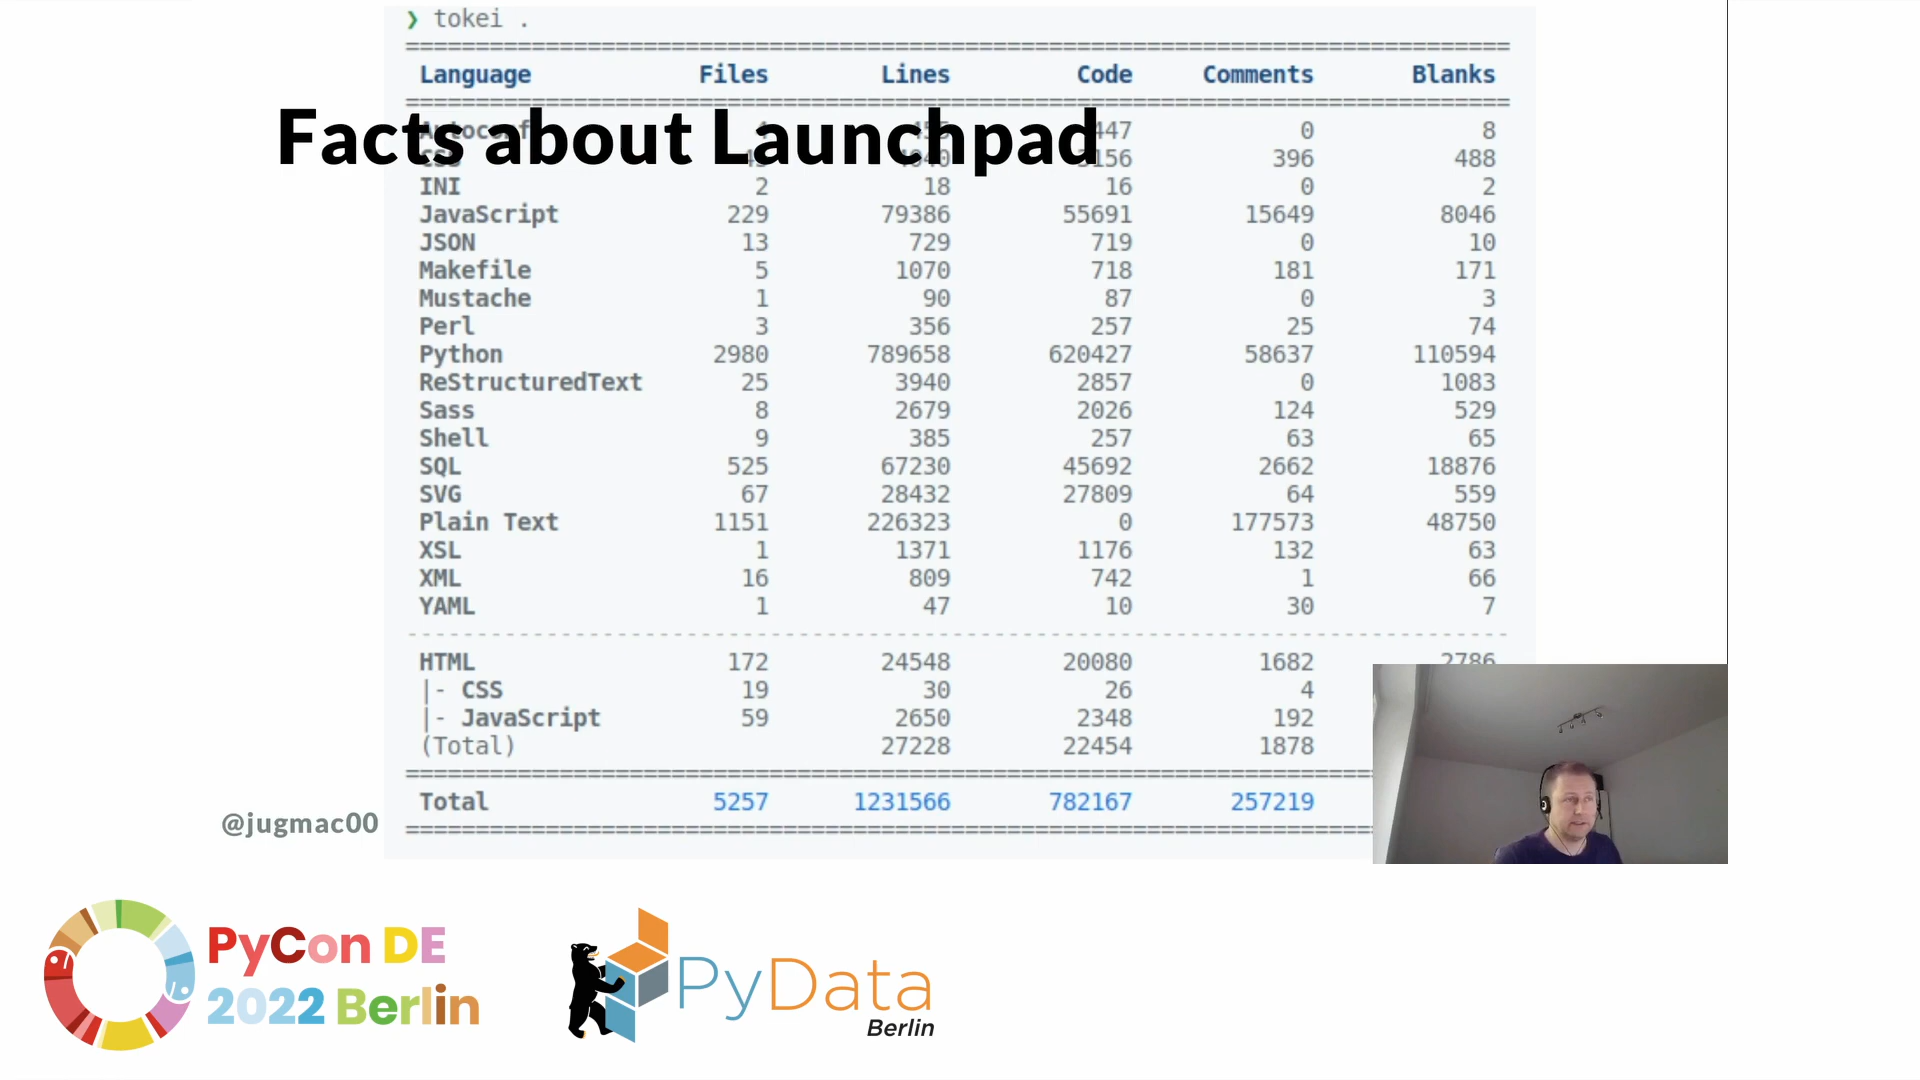 ❯ tokei .
Language Files Lines Code Comments Blanks
Facts about Launchpad
Autoconf 4 455 447 0 8
CSS 3156 396 488
INI 2 18 16 0 2
JavaScript 229 79386 55691 15649 8046
JSON 13 729 719 0 10
Makefile 5 1070 718 181 171
Mustache 1 90 87 0 3
Perl 3 356 257 25 74
Python 2980 789658 620427 58637 110594
ReStructuredText 25 3940 2857 0 1083
Sass 8 2679 2026 124 529
Shell 9 385 257 63 65
SQL 525 67230 45692 2662 18876
SVG 67 28432 27809 64 559
Plain Text 1151 226323 0 177573 48750
XSL 1 1371 1176 132 63
XML 16 809 742 1 66
YAML 1 47 10 30 7
HTML 172 24548 20080 1682 2786
|- CSS 19 30 26 4
|- JavaScript 59 2650 2348 192
(Total) 27228 22454 1878
Total 5257 1231566 782167 257219
@jugmac00
PyCon DE
2022 Berlin
PyData
Berlin